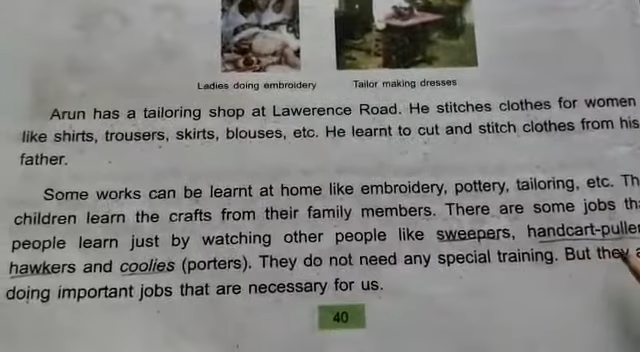 Ladies doing embroidery Tailor making dresses
Arun has a tailoring shop at Lawerence Road. He stitches clothes for women
like shirts, trousers, skirts, blouses, etc. He learnt to cut and stitch clothes from his
father.
Some works can be learnt at home like embroidery, pottery, tailoring, etc.
children learn the crafts from their family members. There are some jobs
people learn just by watching other people like sweepers,
hawkers and coolies (porters). They do not need any special training. But they
doing important jobs that are necessary for us.
40